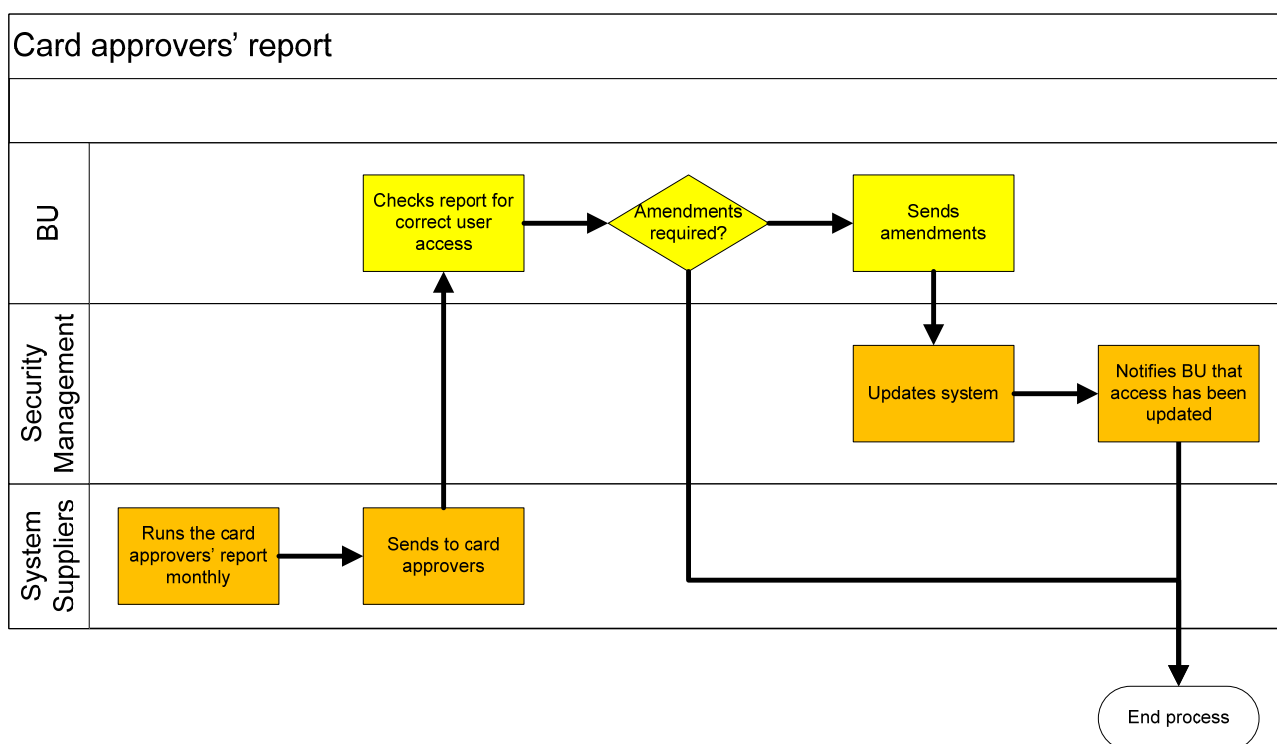 Card approvers’ report
BU
Checks report for
correct user
access
Amendments
required?
Sends
amendments
Security
Management
Updates system
Notifies BU that
access has been
updated
System
Suppliers
Runs the card
approvers’ report
monthly
Sends to card
approvers
End process